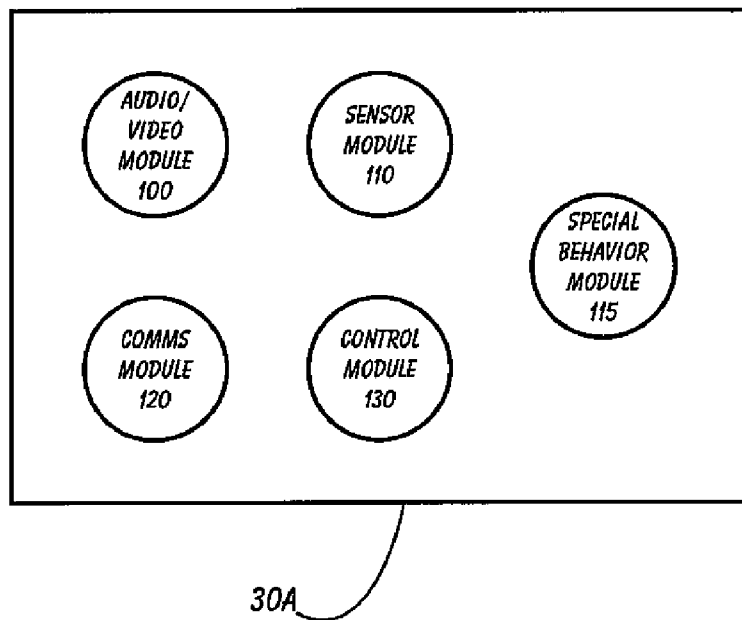 AUDIO/
VIDEO
MODULE
100
SENSOR
MODULE
110
SPECIAL
BEHAVIOR
MODULE
115
COMMS
MODULE
120
CONTROL
MODULE
130
30A